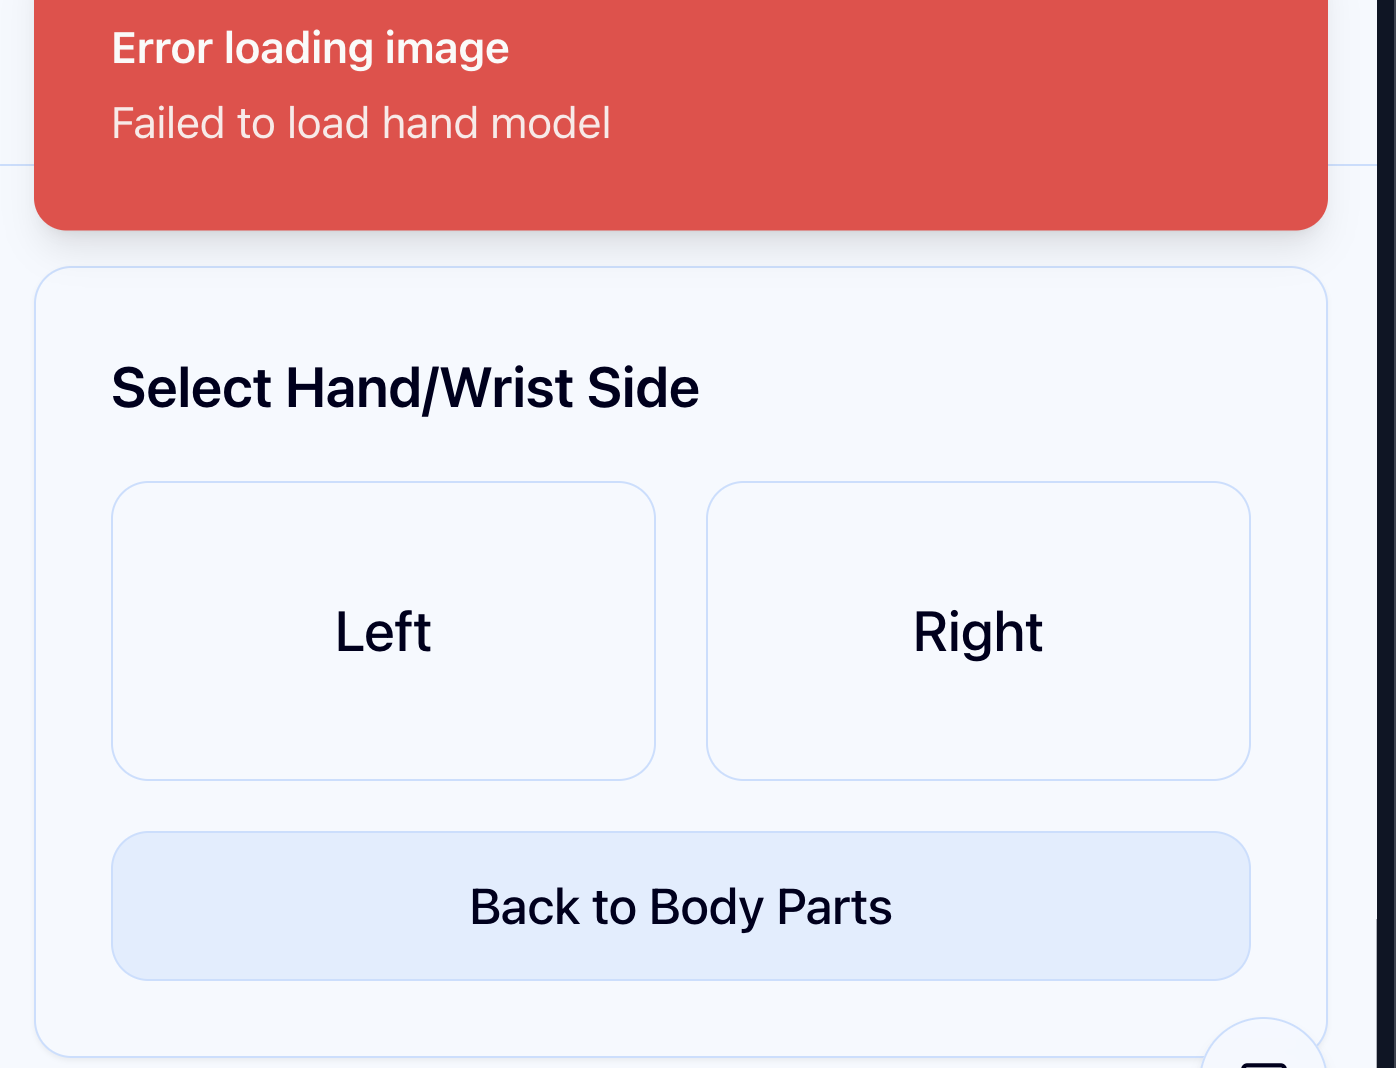 Error loading image
Failed to load hand model
Select Hand/Wrist Side
Left
Right
Back to Body Parts